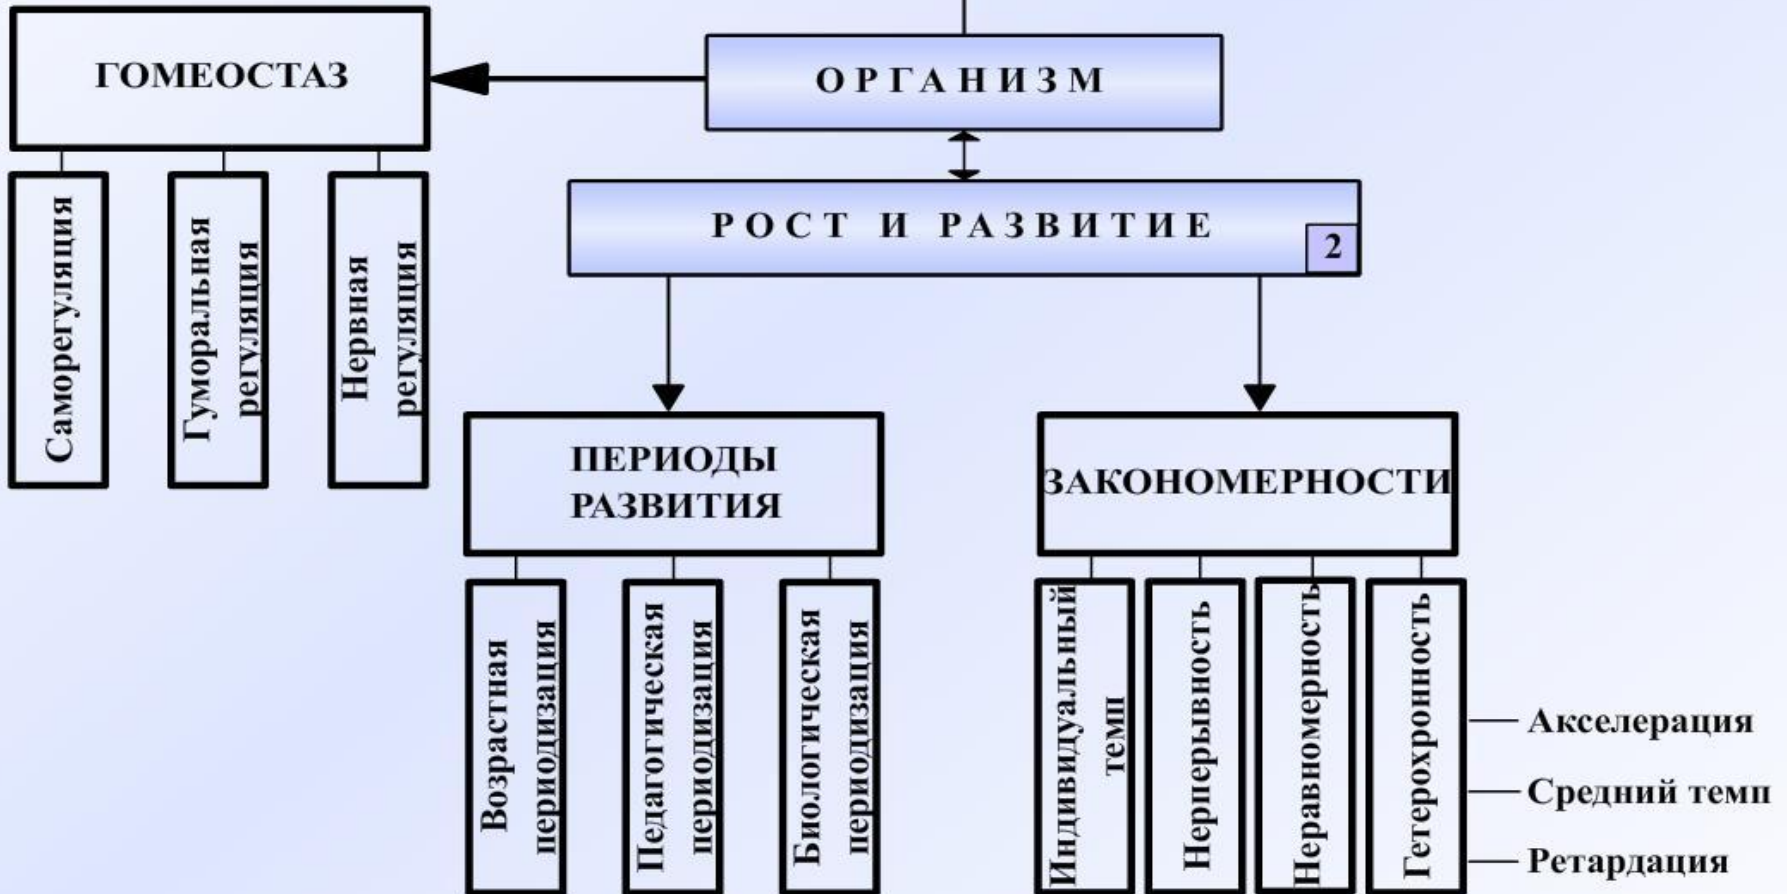 ГОМЕОСТАЗ
ОРГАНИЗМ
РОСТ И РАЗВИТИЕ
2
Саморегуляция
Гуморальная
регуляция
Нервная
регуляция
ПЕРИОДЫ
РАЗВИТИЯ
ЗАКОНОМЕРНОСТИ
Возрастная
периодизация
Педагогическая
периодизация
Биологическая
периодизация
Индивидуальный
темп
Нерперывность
Неравномерность
Гетерохронность
Акселерация
Средний темп
Ретардация